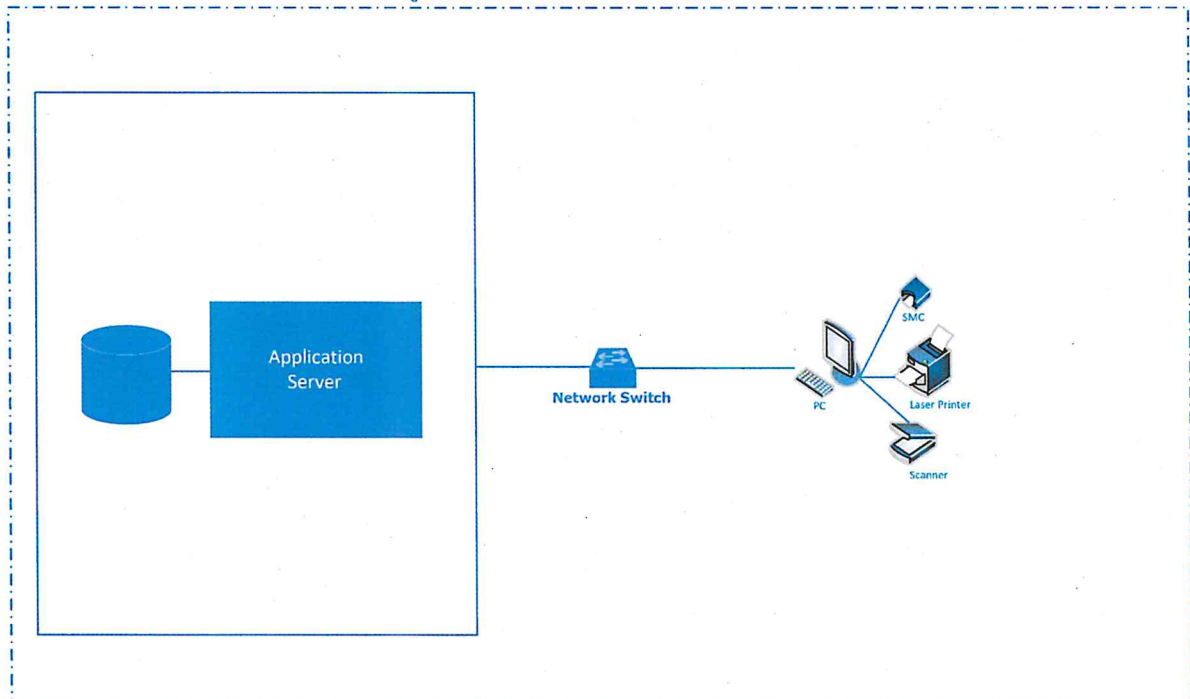 Application
Server
Network Switch
SMC
PC
Laser Printer
Scanner